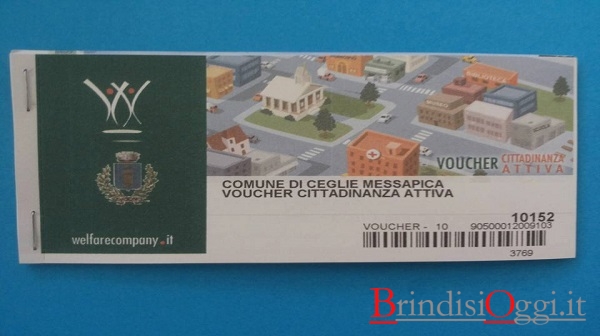 BIBLIOTECA
VOUCHER CITTADINANZA
ATTIVA
COMUNE DI CEGLIE MESSAPICA
VOUCHER CITTADINANZA ATTIVA
10152
VOUCHER - 10 90500012009103
3769
welfarecompany.it
BrindisiOggi.it